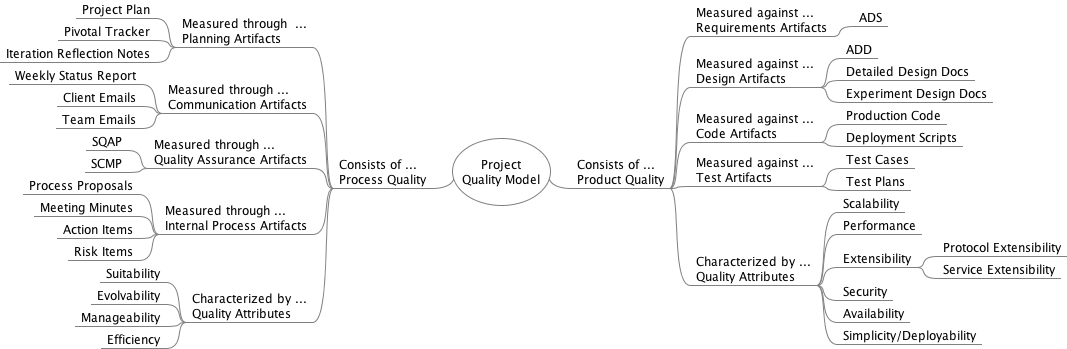 Project
Quality Model
Consists of ...
Process Quality
Measured through  ...
Planning Artifacts
Project Plan
Pivotal Tracker
Iteration Reflection Notes
Measured through ...
Communication Artifacts
Weekly Status Report
Client Emails
Team Emails
Measured through ...
Quality Assurance Artifacts
SQAP
SCMP
Measured through ...
Internal Process Artifacts
Process Proposals
Meeting Minutes
Action Items
Risk Items
Characterized by ...
Quality Attributes
Suitability
Evolvability
Manageability
Efficiency
Consists of ...
Product Quality
Measured against ...
Requirements Artifacts
ADS
Measured against ...
Design Artifacts
ADD
Detailed Design Docs
Experiment Design Docs
Measured against ...
Code Artifacts
Production Code
Deployment Scripts
Measured against ...
Test Artifacts
Test Cases
Test Plans
Characterized by ...
Quality Attributes
Scalability
Performance
Extensibility
Protocol Extensibility
Service Extensibility
Security
Availability
Simplicity/Deployability